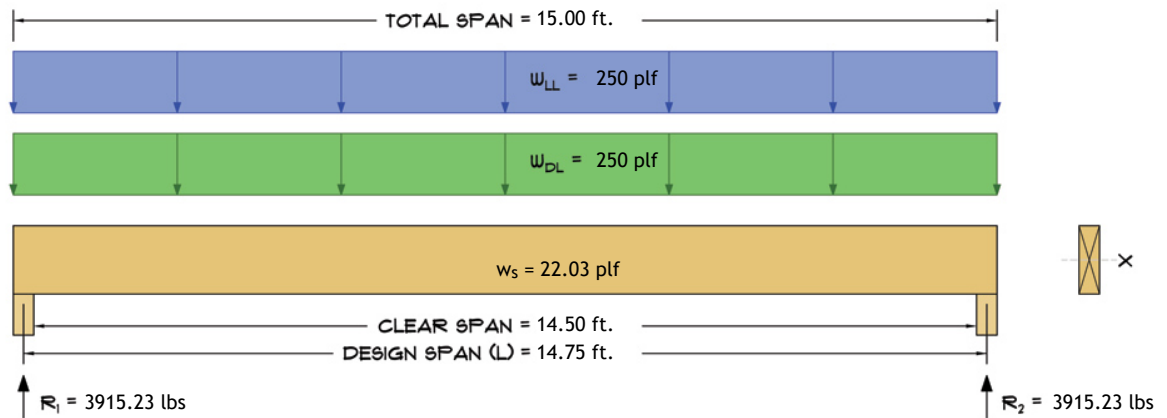 TOTAL SPAN = 15.00 ft.
WLL = 250 plf
WDL = 250 plf
ws = 22.03 plf
X
CLEAR SPAN = 14.50 ft.
DESIGN SPAN (L) = 14.75 ft.
R1 = 3915.23 lbs
R2 = 3915.23 lbs